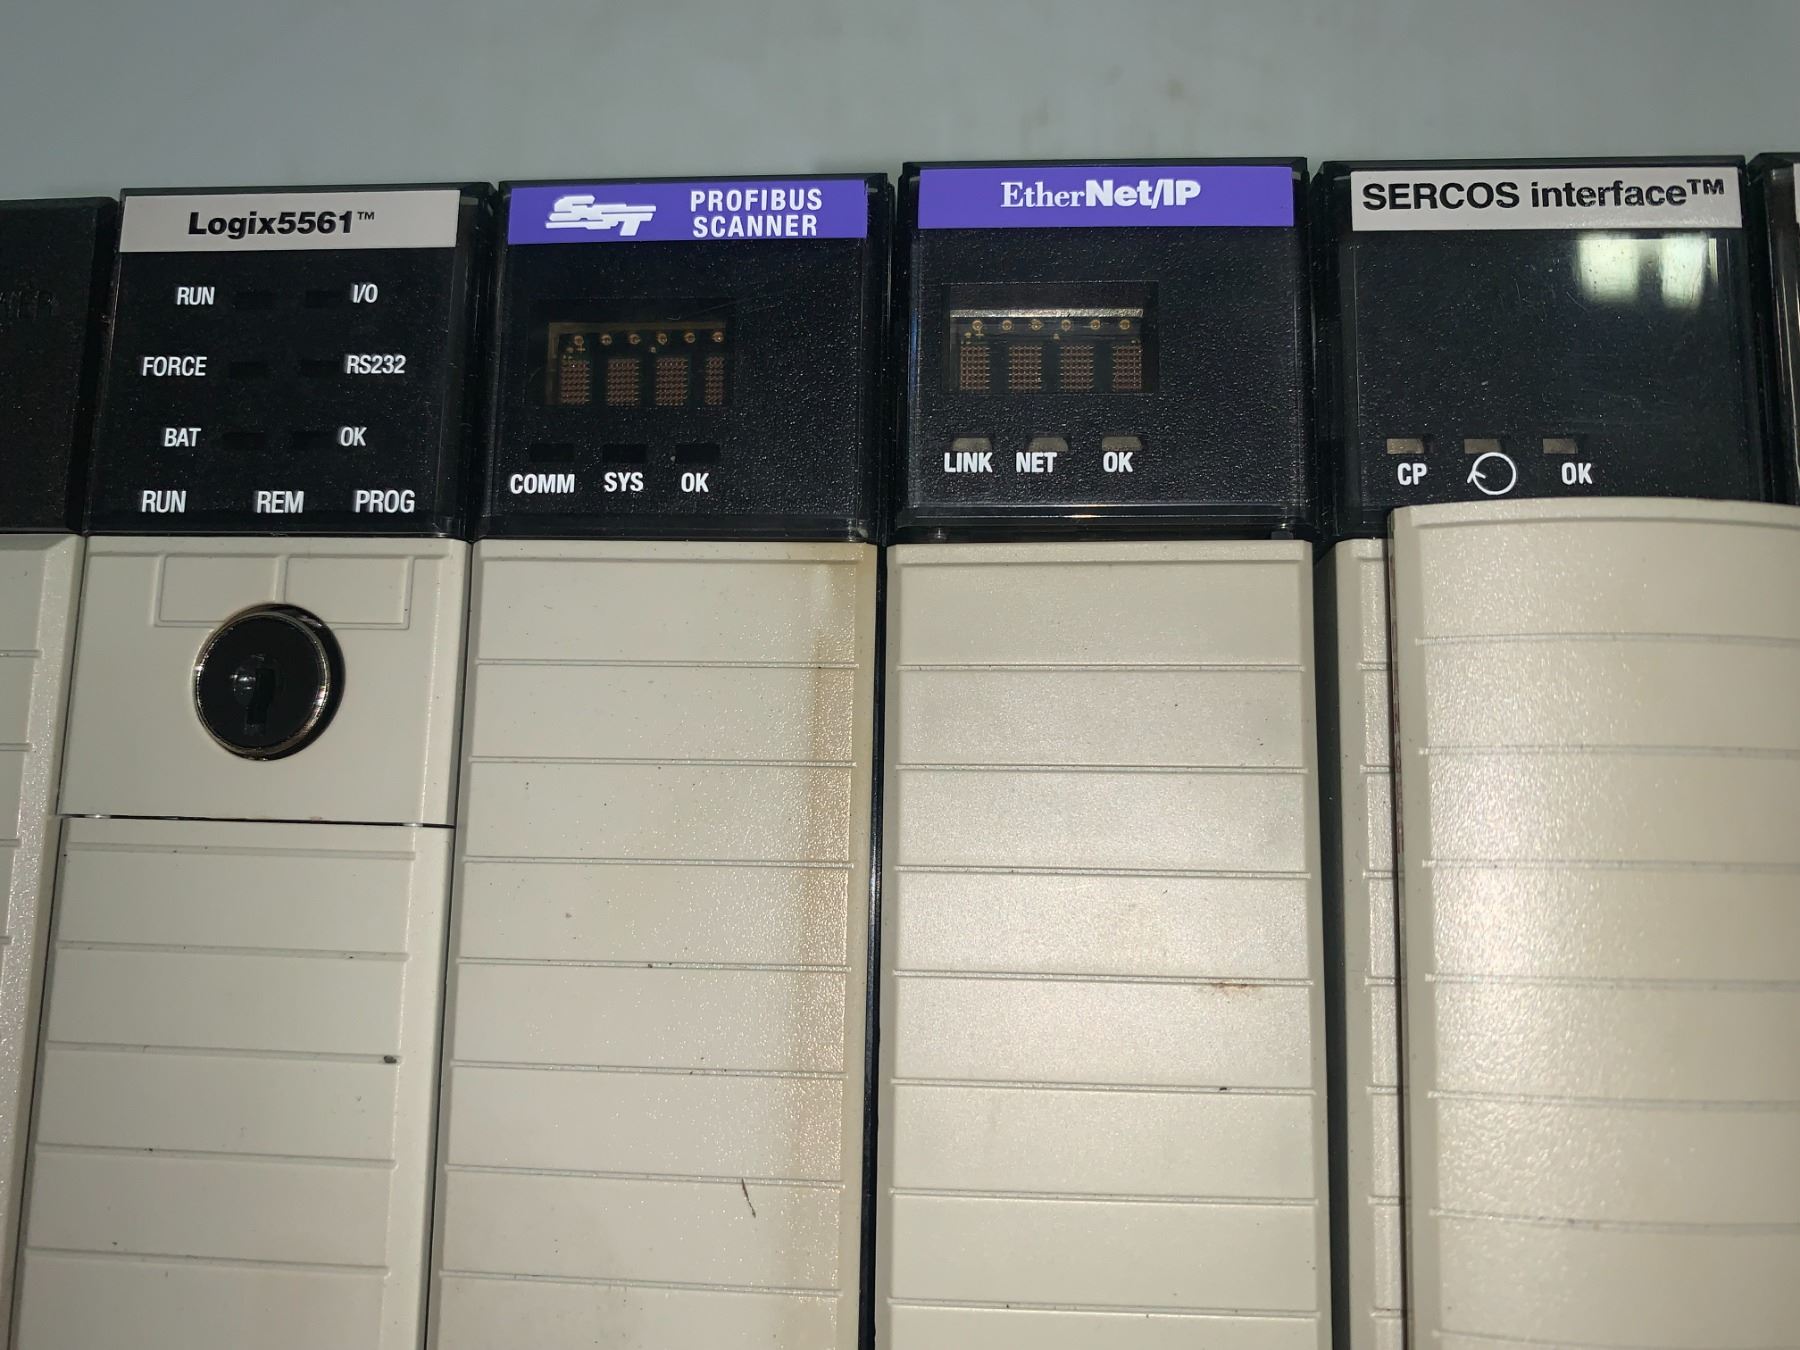 Logix5561™
RUN I/O
FORCE RS232
BAT OK
RUN REM PROG
SST PROFIBUS
SCANNER
COMM SYS OK
EtherNet/IP
LINK NET OK
SERCOS interface™
CP OK